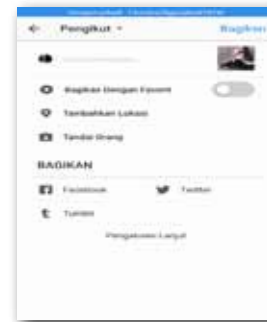 Pengikut
Bagikan
Bagikan Dengan Favorit
Tambahkan Lokasi
Tandai Orang
BAGIKAN
Facebook
Twitter
Tumblr
Pengaturan Lanjut